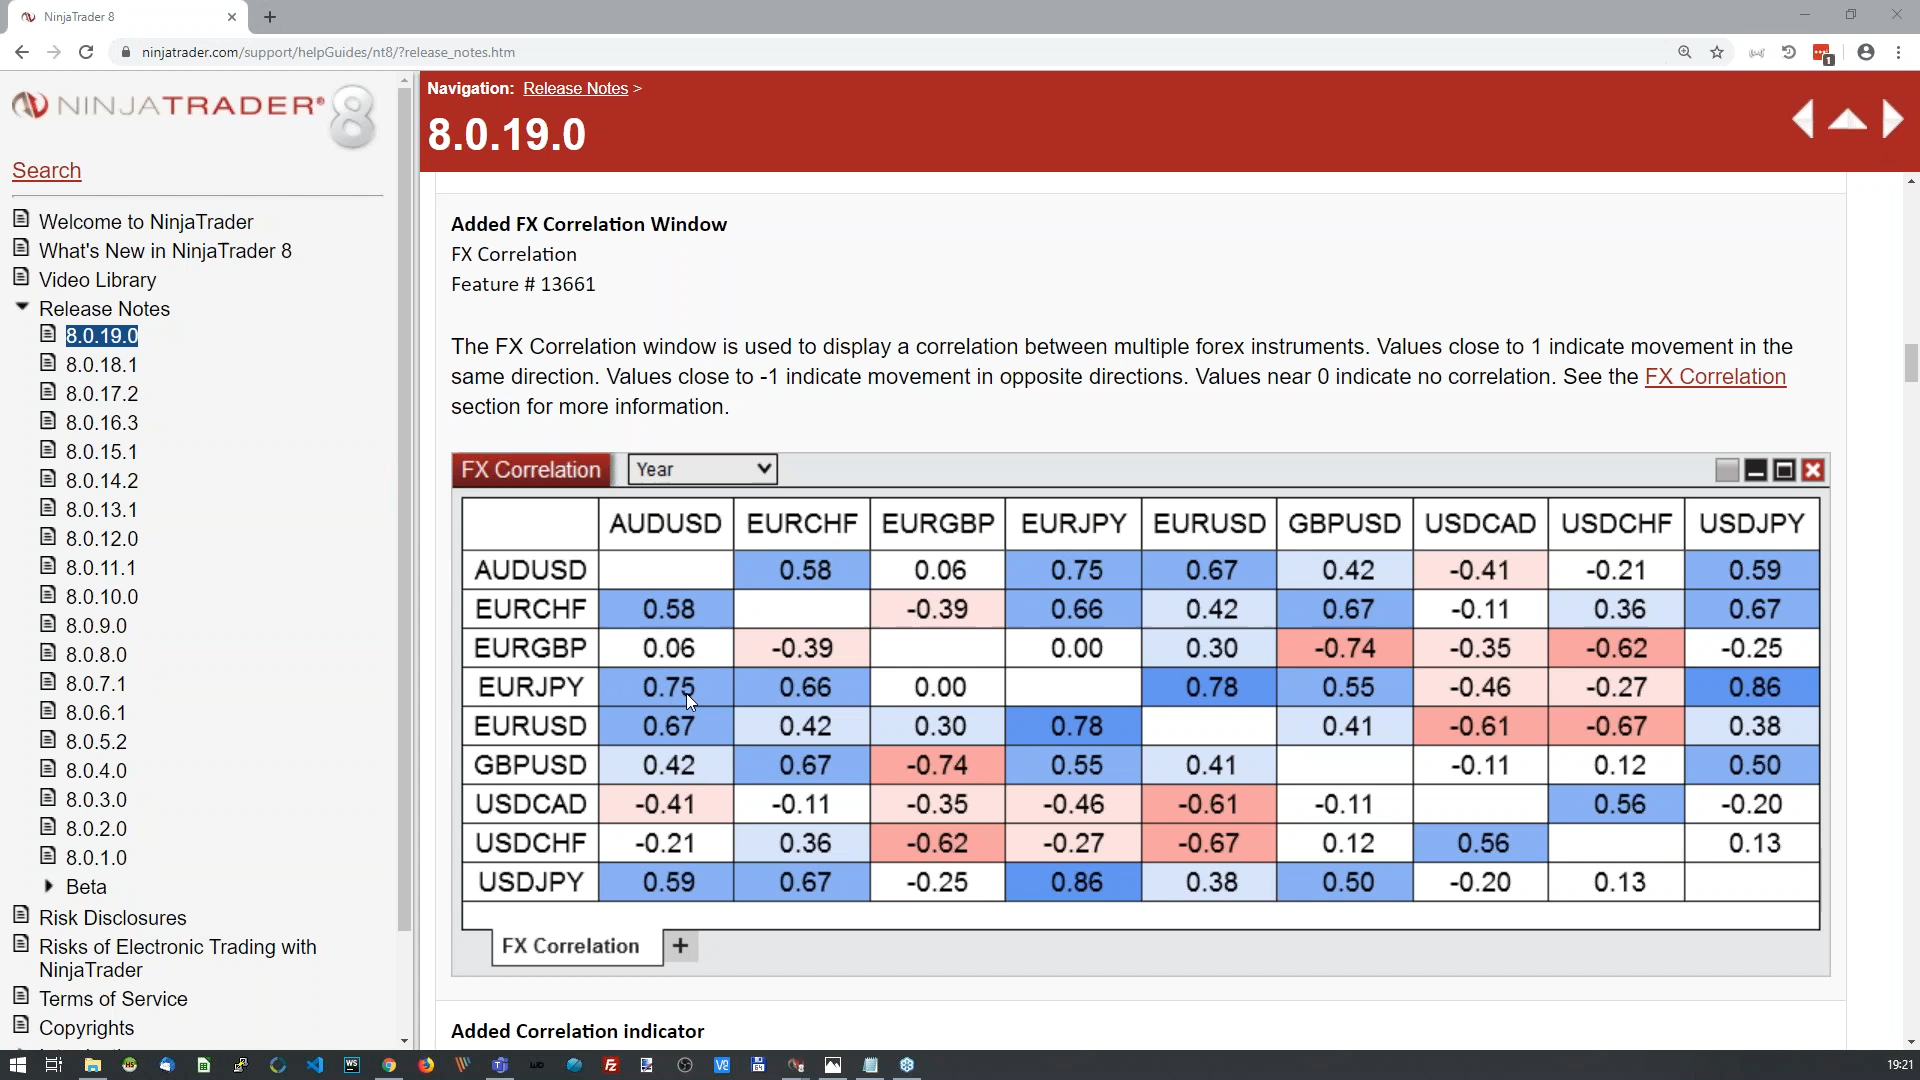 NinjaTrader 8
ninjatrader.com/support/helpGuides/nt8/?release_notes.htm
1
NINJATRADER® 8
Search
Welcome to NinjaTrader
What's New in NinjaTrader 8
Video Library
Release Notes
8.0.19.0
8.0.18.1
8.0.17.2
8.0.16.3
8.0.15.1
8.0.14.2
8.0.13.1
8.0.12.0
8.0.11.1
8.0.10.0
8.0.9.0
8.0.8.0
8.0.7.1
8.0.6.1
8.0.5.2
8.0.4.0
8.0.3.0
8.0.2.0
8.0.1.0
Beta
Risk Disclosures
Risks of Electronic Trading with
NinjaTrader
Terms of Service
Copyrights
Navigation: Release Notes >
8.0.19.0
Added FX Correlation Window
FX Correlation
Feature # 13661
The FX Correlation window is used to display a correlation between multiple forex instruments. Values close to 1 indicate movement in the
same direction. Values close to -1 indicate movement in opposite directions. Values near 0 indicate no correlation. See the FX Correlation
section for more information.
FX Correlation Year
AUDUSD EURCHF EURGBP EURJPY EURUSD GBPUSD USDCAD USDCHF USDJPY
AUDUSD 0.58 0.06 0.75 0.67 0.42 -0.41 -0.21 0.59
EURCHF 0.58 -0.39 0.66 0.42 0.67 -0.11 0.36 0.67
EURGBP 0.06 -0.39 0.00 0.30 -0.74 -0.35 -0.62 -0.25
EURJPY 0.75 0.66 0.00 0.78 0.55 -0.46 -0.27 0.86
EURUSD 0.67 0.42 0.30 0.78 0.41 -0.61 -0.67 0.38
GBPUSD 0.42 0.67 -0.74 0.55 0.41 -0.11 0.12 0.50
USDCAD -0.41 -0.11 -0.35 -0.46 -0.61 -0.11 0.56 -0.20
USDCHF -0.21 0.36 -0.62 -0.27 -0.67 0.12 0.56 0.13
USDJPY 0.59 0.67 -0.25 0.86 0.38 0.50 -0.20 0.13
FX Correlation +
Added Correlation indicator
19:21